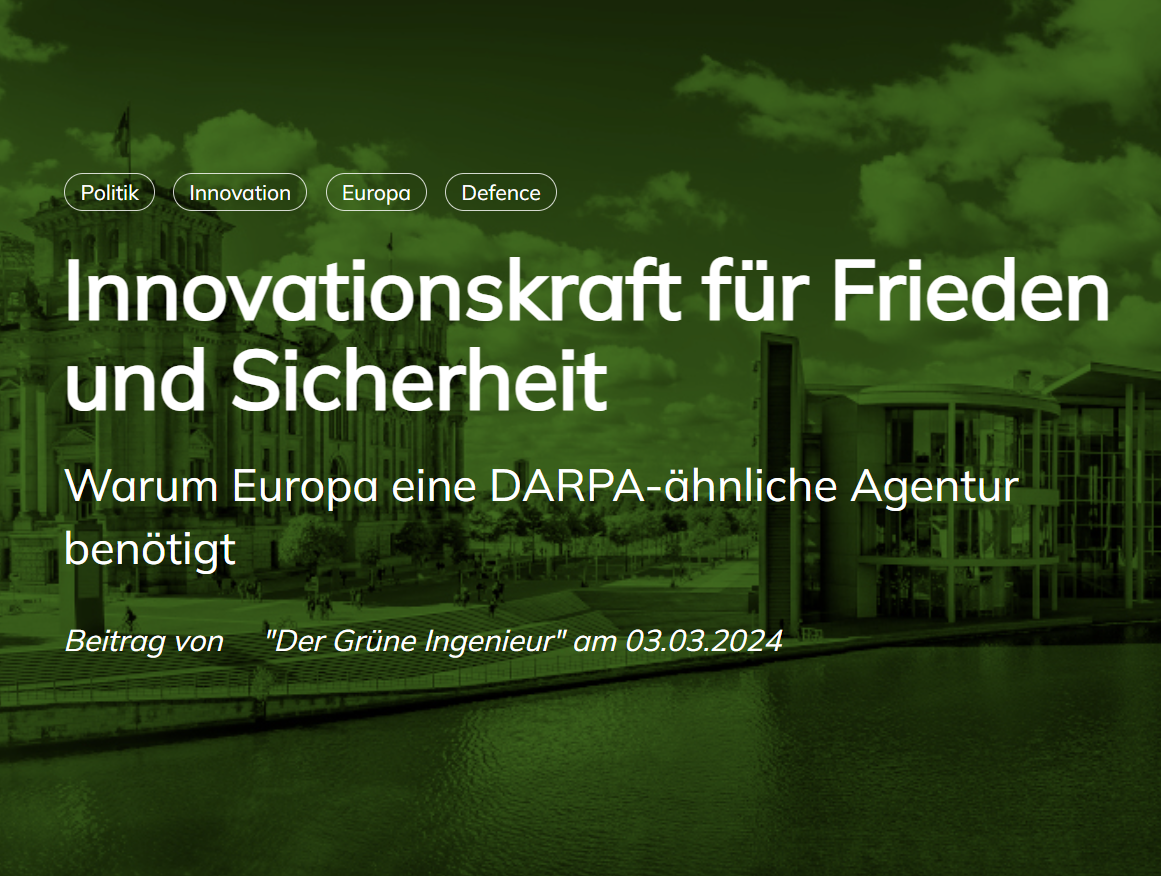 Politik Innovation Europa Defence
Innovationskraft für Frieden
und Sicherheit
Warum Europa eine DARPA-ähnliche Agentur
benötigt
Beitrag von "Der Grüne Ingenieur" am 03.03.2024